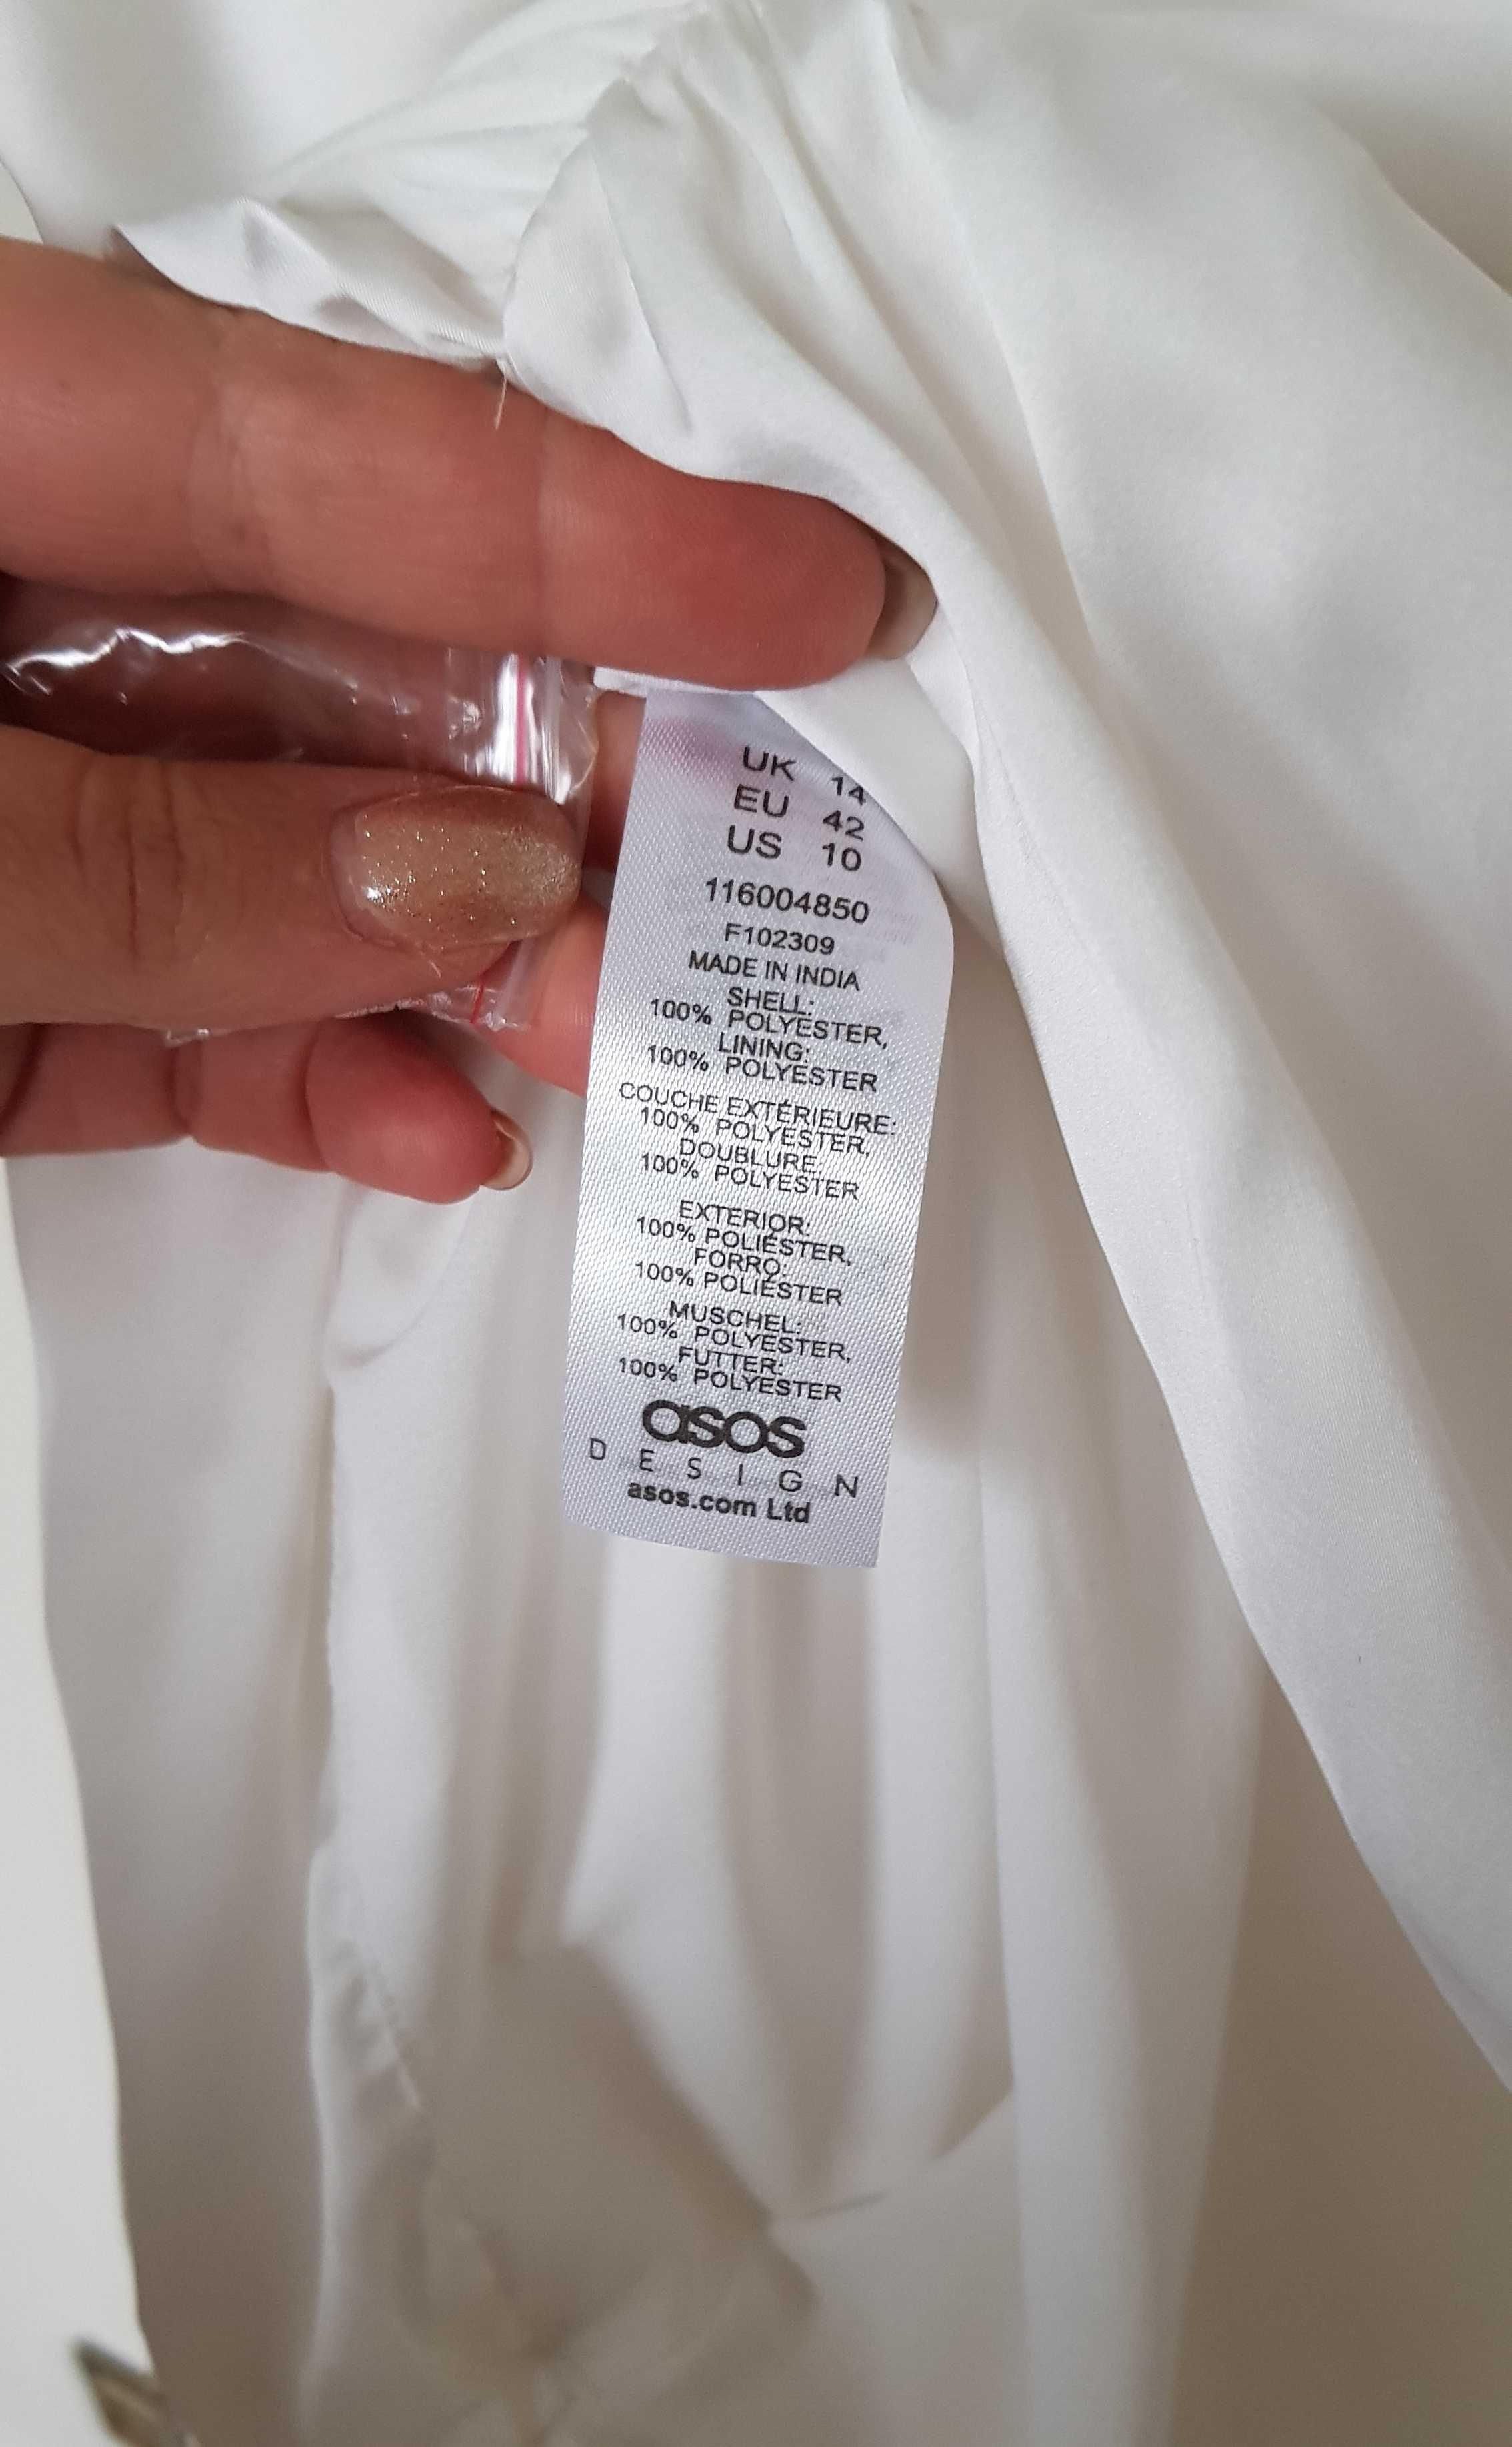 UK 14
EU 42
US 10
116004850
F102309
MADE IN INDIA
SHELL:
100% POLYESTER,
LINING:
100% POLYESTER
COUCHE EXTÉRIEURE:
100% POLYESTER,
DOUBLURE:
100% POLYESTER
EXTERIOR:
100% POLIÉSTER,
FORRO:
100% POLIÉSTER
MUSCHEL:
100% POLYESTER,
FUTTER:
100% POLYESTER
asos
DESIGN
asos.com Ltd